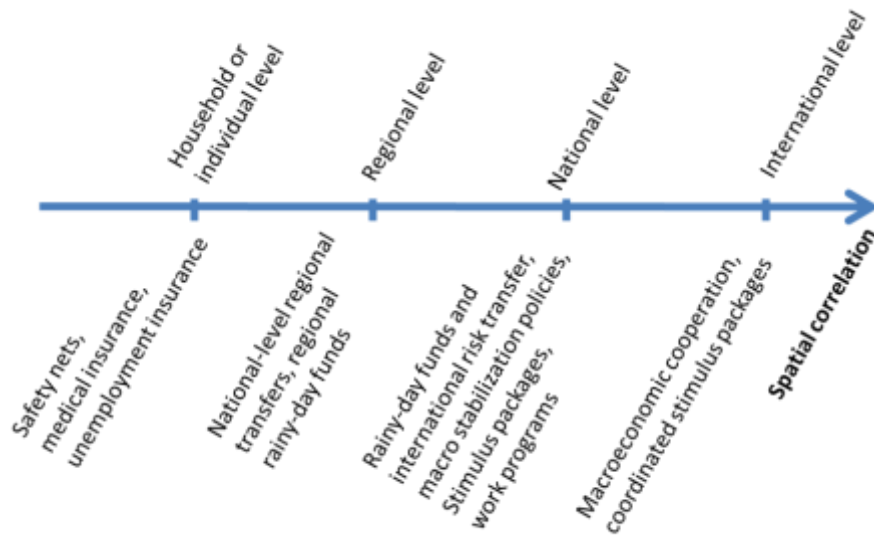 Household or
individual level
Regional level
National level
International level
Safety nets,
medical insurance,
unemployment insurance
National-level regional
transfers, regional
rainy-day funds
Rainy-day funds and
international risk transfer,
macro stabilization policies,
Stimulus packages,
work programs
Macroeconomic cooperation,
coordinated stimulus packages
Spatial correlation